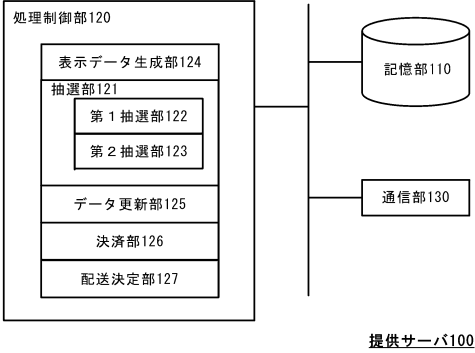 処理制御部120
表示データ生成部124
抽選部121
第１抽選部122
第２抽選部123
データ更新部125
決済部126
配送決定部127
記憶部110
通信部130
提供サーバ100